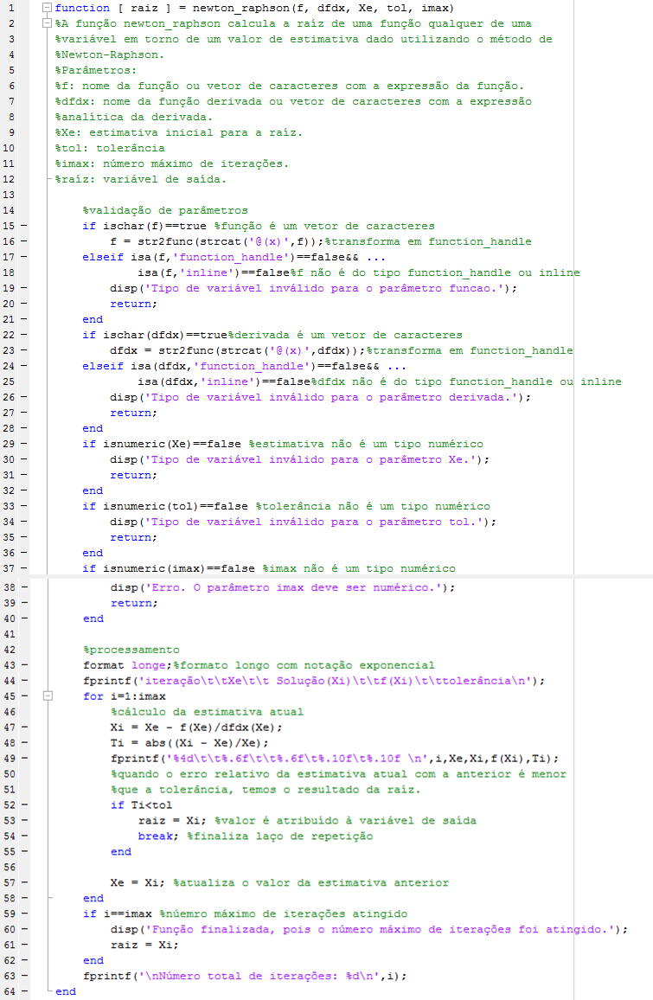 1 function [ raiz ] = newton_raphson(f, dfdx, Xe, tol, imax)
2 %A função newton_raphson calcula a raíz de uma função qualquer de uma
3 %variável em torno de um valor de estimativa dado utilizando o método de
4 %Newton-Raphson.
5 %Parâmetros:
6 %f: nome da função ou vetor de caracteres com a expressão da função.
7 %dfdx: nome da função derivada ou vetor de caracteres com a expressão
8 %analítica da derivada.
9 %Xe: estimativa inicial para a raíz.
10 %tol: tolerância
11 %imax: número máximo de iterações.
12 %raíz: variável de saída.
13
14 %validação de parâmetros
15 if ischar(f)==true %função é um vetor de caracteres
16 f = str2func(strcat('@(x)',f));%transforma em function_handle
17 elseif isa(f,'function_handle')==false&& ...
18 isa(f,'inline')==false%f não é do tipo function_handle ou inline
19 disp('Tipo de variável inválido para o parâmetro funcao.');
20 return;
21 end
22 if ischar(dfdx)==true%derivada é um vetor de caracteres
23 dfdx = str2func(strcat('@(x)',dfdx));%transforma em function_handle
24 elseif isa(dfdx,'function_handle')==false&& ...
25 isa(dfdx,'inline')==false%dfdx não é do tipo function_handle ou inline
26 disp('Tipo de variável inválido para o parâmetro derivada.');
27 return;
28 end
29 if isnumeric(Xe)==false %estimativa não é um tipo numérico
30 disp('Tipo de variável inválido para o parâmetro Xe.');
31 return;
32 end
33 if isnumeric(tol)==false %tolerância não é um tipo numérico
34 disp('Tipo de variável inválido para o parâmetro tol.');
35 return;
36 end
37 if isnumeric(imax)==false %imax não é um tipo numérico
38 disp('Erro. O parâmetro imax deve ser numérico.');
39 return;
40 end
41
42 %processamento
43 format longe;%formato longo com notação exponencial
44 fprintf('iteração\t\tXe\t\t Solução(Xi)\t\tf(Xi)\t\ttolerância\n');
45 for i=1:imax
46 %cálculo da estimativa atual
47 Xi = Xe - f(Xe)/dfdx(Xe);
48 Ti = abs((Xi - Xe)/Xe);
49 fprintf('%4d\t\t%.6f\t\t%.6f\t%.10f\t%.10f \n',i,Xe,Xi,f(Xi),Ti);
50 %quando o erro relativo da estimativa atual com a anterior é menor
51 %que a tolerância, temos o resultado da raíz.
52 if Ti<tol
53 raiz = Xi; %valor é atribuído à variável de saída
54 break; %finaliza laço de repetição
55 end
56
57 Xe = Xi; %atualiza o valor da estimativa anterior
58 end
59 if i==imax %núemro máximo de iterações atingido
60 disp('Função finalizada, pois o número máximo de iterações foi atingido.');
61 raiz = Xi;
62 end
63 fprintf('\nNúmero total de iterações: %d\n',i);
64 end